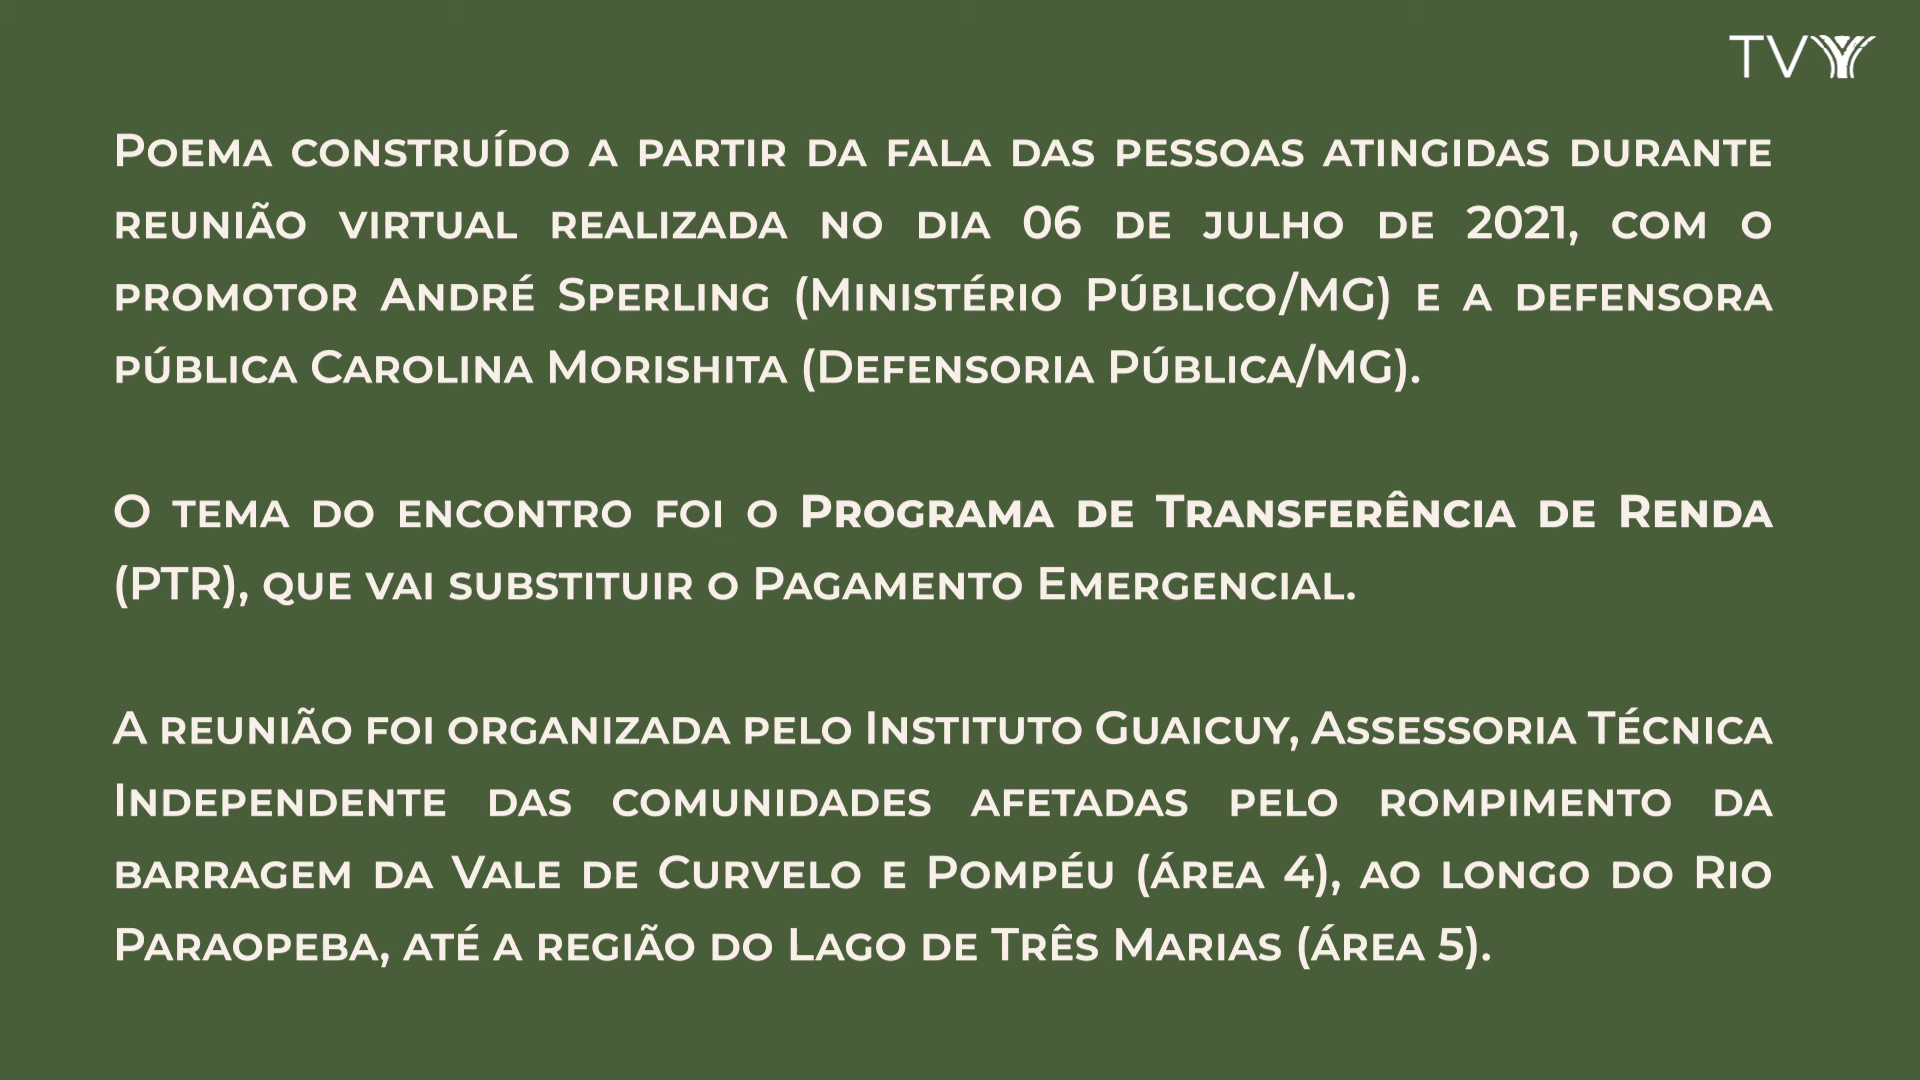 TV
Poema construído a partir da fala das pessoas atingidas durante
reunião virtual realizada no dia 06 de julho de 2021, com o
promotor André Sperling (Ministério Público/MG) e a defensora
pública Carolina Morishita (Defensoria Pública/MG).
O tema do encontro foi o Programa de Transferência de Renda
(PTR), que vai substituir o Pagamento Emergencial.
A reunião foi organizada pelo Instituto Guaicuy, Assessoria Técnica
Independente das comunidades afetadas pelo rompimento da
barragem da Vale de Curvelo e Pompéu (área 4), ao longo do Rio
Paraopeba, até a região do Lago de Três Marias (área 5).